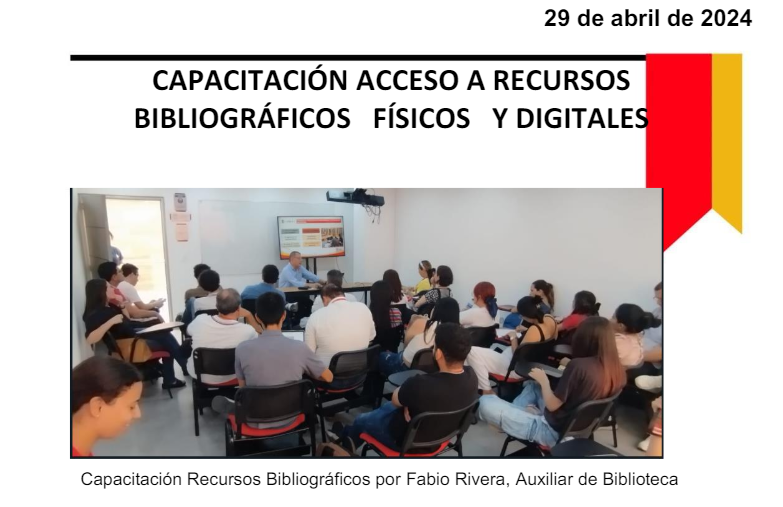 29 de abril de 2024
CAPACITACIÓN ACCESO A RECURSOS
BIBLIOGRÁFICOS FÍSICOS Y DIGITALES
Capacitación Recursos Bibliográficos por Fabio Rivera, Auxiliar de Biblioteca